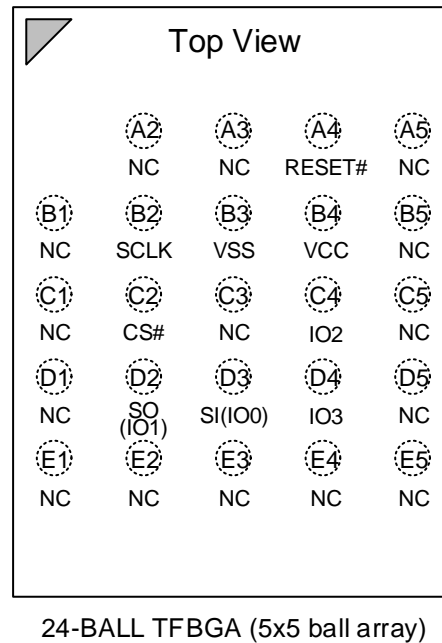 Top View
A2 A3 A4 A5
NC NC RESET# NC
B1 B2 B3 B4 B5
NC SCLK VSS VCC NC
C1 C2 C3 C4 C5
NC CS# NC IO2 NC
D1 D2 D3 D4 D5
NC SO SI(IO0) IO3 NC
(IO1)
E1 E2 E3 E4 E5
NC NC NC NC NC
24-BALL TFBGA (5x5 ball array)